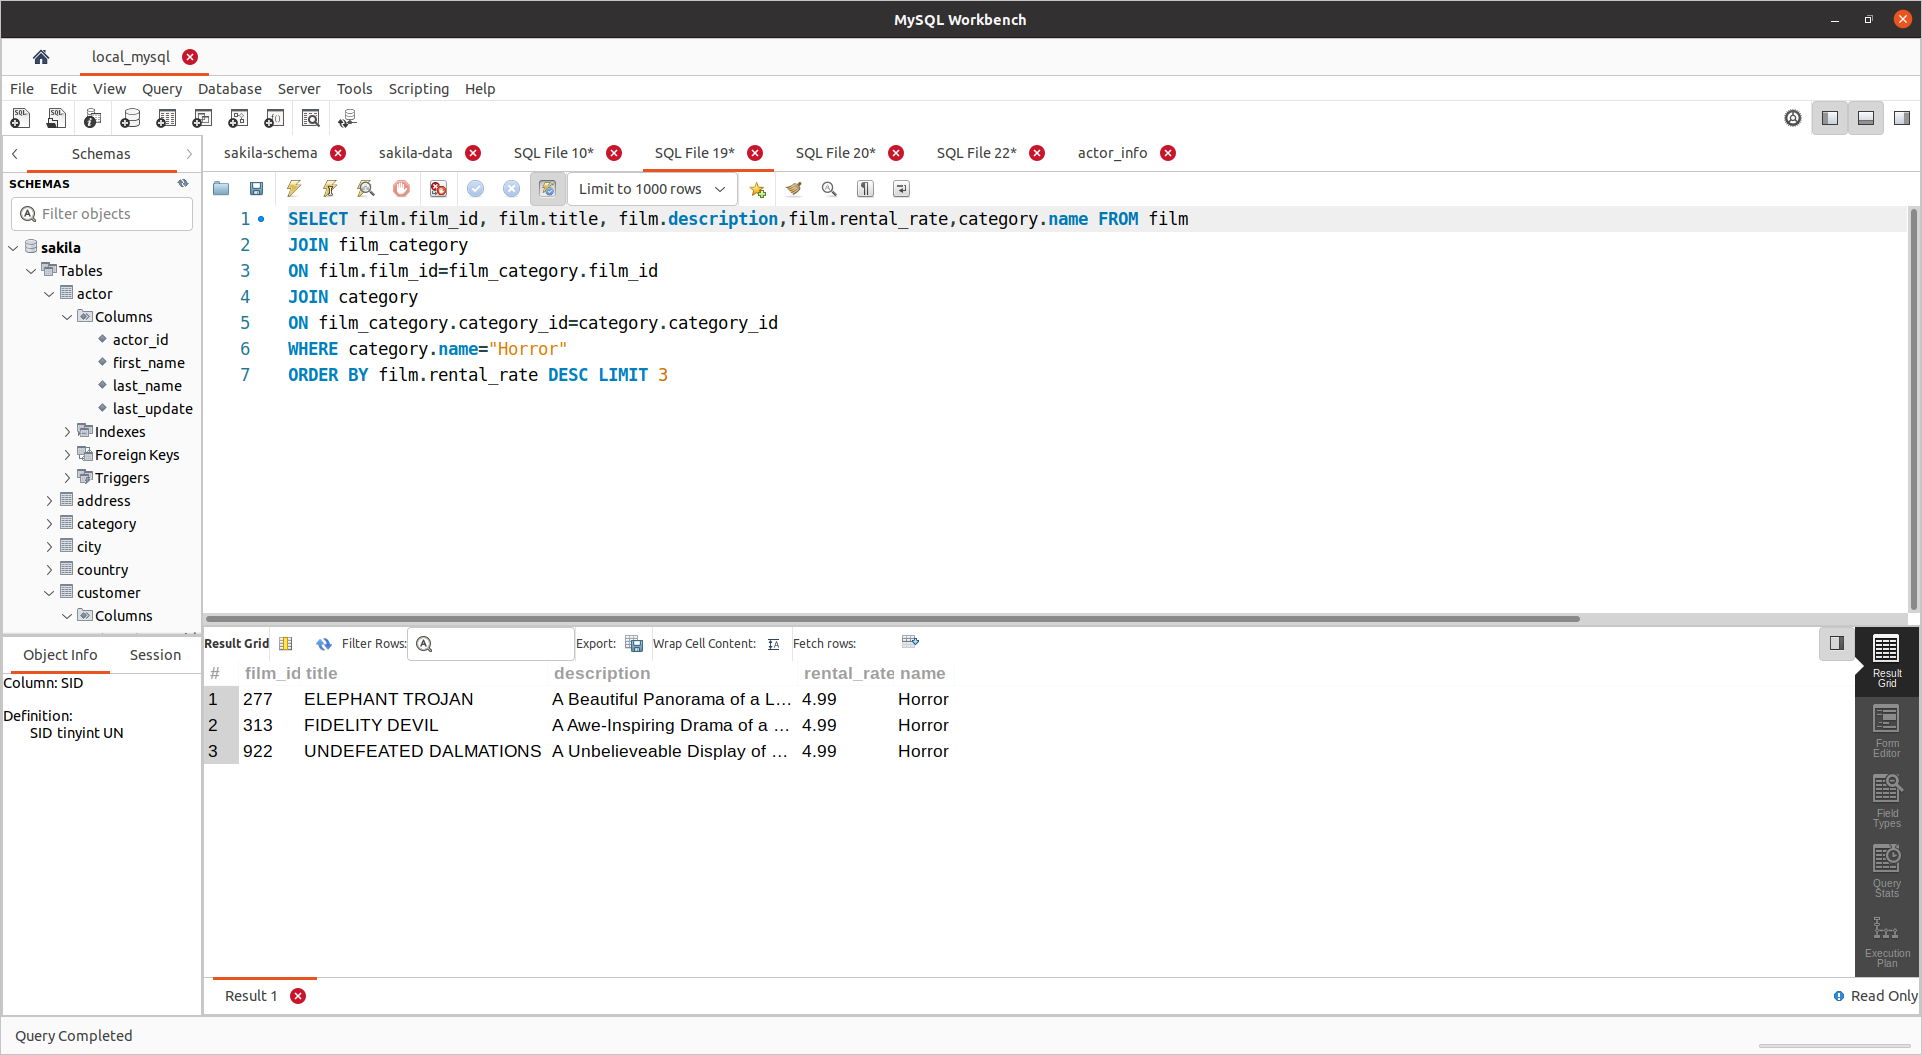 MySQL Workbench
local_mysql
File Edit View Query Database Server Tools Scripting Help
Schemas
sakila-schema sakila-data SQL File 10* SQL File 19* SQL File 20* SQL File 22* actor_info
SCHEMAS
Filter objects
sakila
Tables
actor
Columns
actor_id
first_name
last_name
last_update
Indexes
Foreign Keys
Triggers
address
category
city
country
customer
Columns
Limit to 1000 rows
1 SELECT film.film_id, film.title, film.description,film.rental_rate,category.name FROM film
2 JOIN film_category
3 ON film.film_id=film_category.film_id
4 JOIN category
5 ON film_category.category_id=category.category_id
6 WHERE category.name="Horror"
7 ORDER BY film.rental_rate DESC LIMIT 3
Object Info Session
Column: SID
Definition:
SID tinyint UN
Result Grid Filter Rows: Export: Wrap Cell Content: Fetch rows:
# film_id title description rental_rate name
1 277 ELEPHANT TROJAN A Beautiful Panorama of a L... 4.99 Horror
2 313 FIDELITY DEVIL A Awe-Inspiring Drama of a ... 4.99 Horror
3 922 UNDEFEATED DALMATIONS A Unbelieveable Display of ... 4.99 Horror
Result
Grid
Form
Editor
Field
Types
Query
Stats
Execution
Plan
Result 1
Read Only
Query Completed